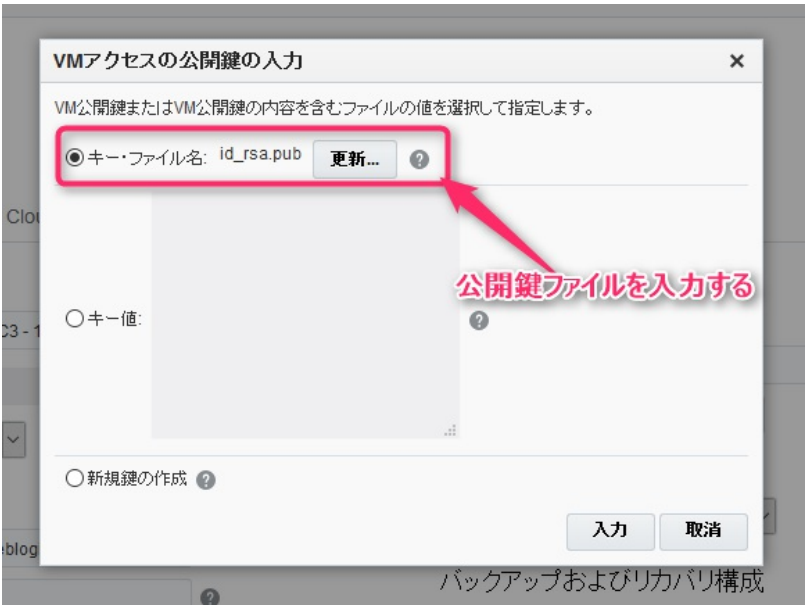 VMアクセスの公開鍵の入力
VM公開鍵またはVM公開鍵の内容を含むファイルの値を選択して指定します。
キー・ファイル名: id_rsa.pub 更新... ?
Clou
公開鍵ファイルを入力する
C3 - 1
キー値: ?
新規鍵の作成 ?
入力 取消
eblog
バックアップおよびリカバリ構成
?